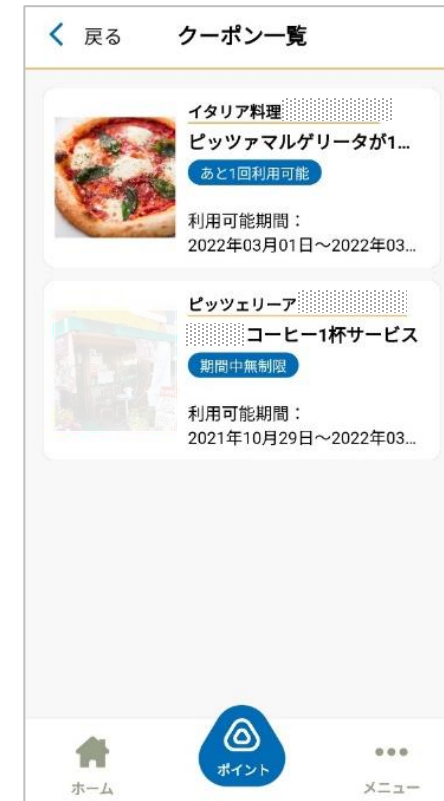 戻る
クーポン一覧
イタリア料理
ピッツァマルゲリータが1...
あと1回利用可能
利用可能期間：
2022年03月01日～2022年03...
ピッツェリーア
コーヒー1杯サービス
期間中無制限
利用可能期間：
2021年10月29日～2022年03...
ホーム
ポイント
メニュー